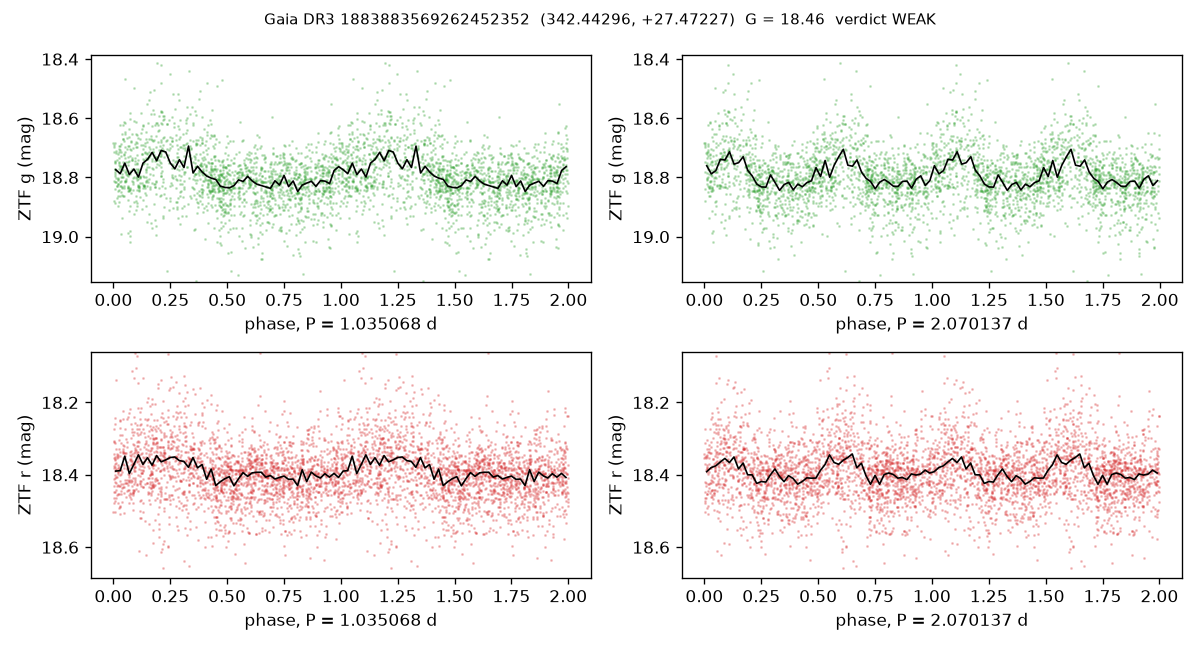 Gaia DR3 1883883569262452352  (342.44296, +27.47227)  G = 18.46  verdict WEAK
ZTF g (mag)
18.4
18.6
18.8
19.0
0.00 0.25 0.50 0.75 1.00 1.25 1.50 1.75 2.00
phase, P = 1.035068 d
ZTF g (mag)
18.4
18.6
18.8
19.0
0.00 0.25 0.50 0.75 1.00 1.25 1.50 1.75 2.00
phase, P = 2.070137 d
ZTF r (mag)
18.2
18.4
18.6
0.00 0.25 0.50 0.75 1.00 1.25 1.50 1.75 2.00
phase, P = 1.035068 d
ZTF r (mag)
18.2
18.4
18.6
0.00 0.25 0.50 0.75 1.00 1.25 1.50 1.75 2.00
phase, P = 2.070137 d